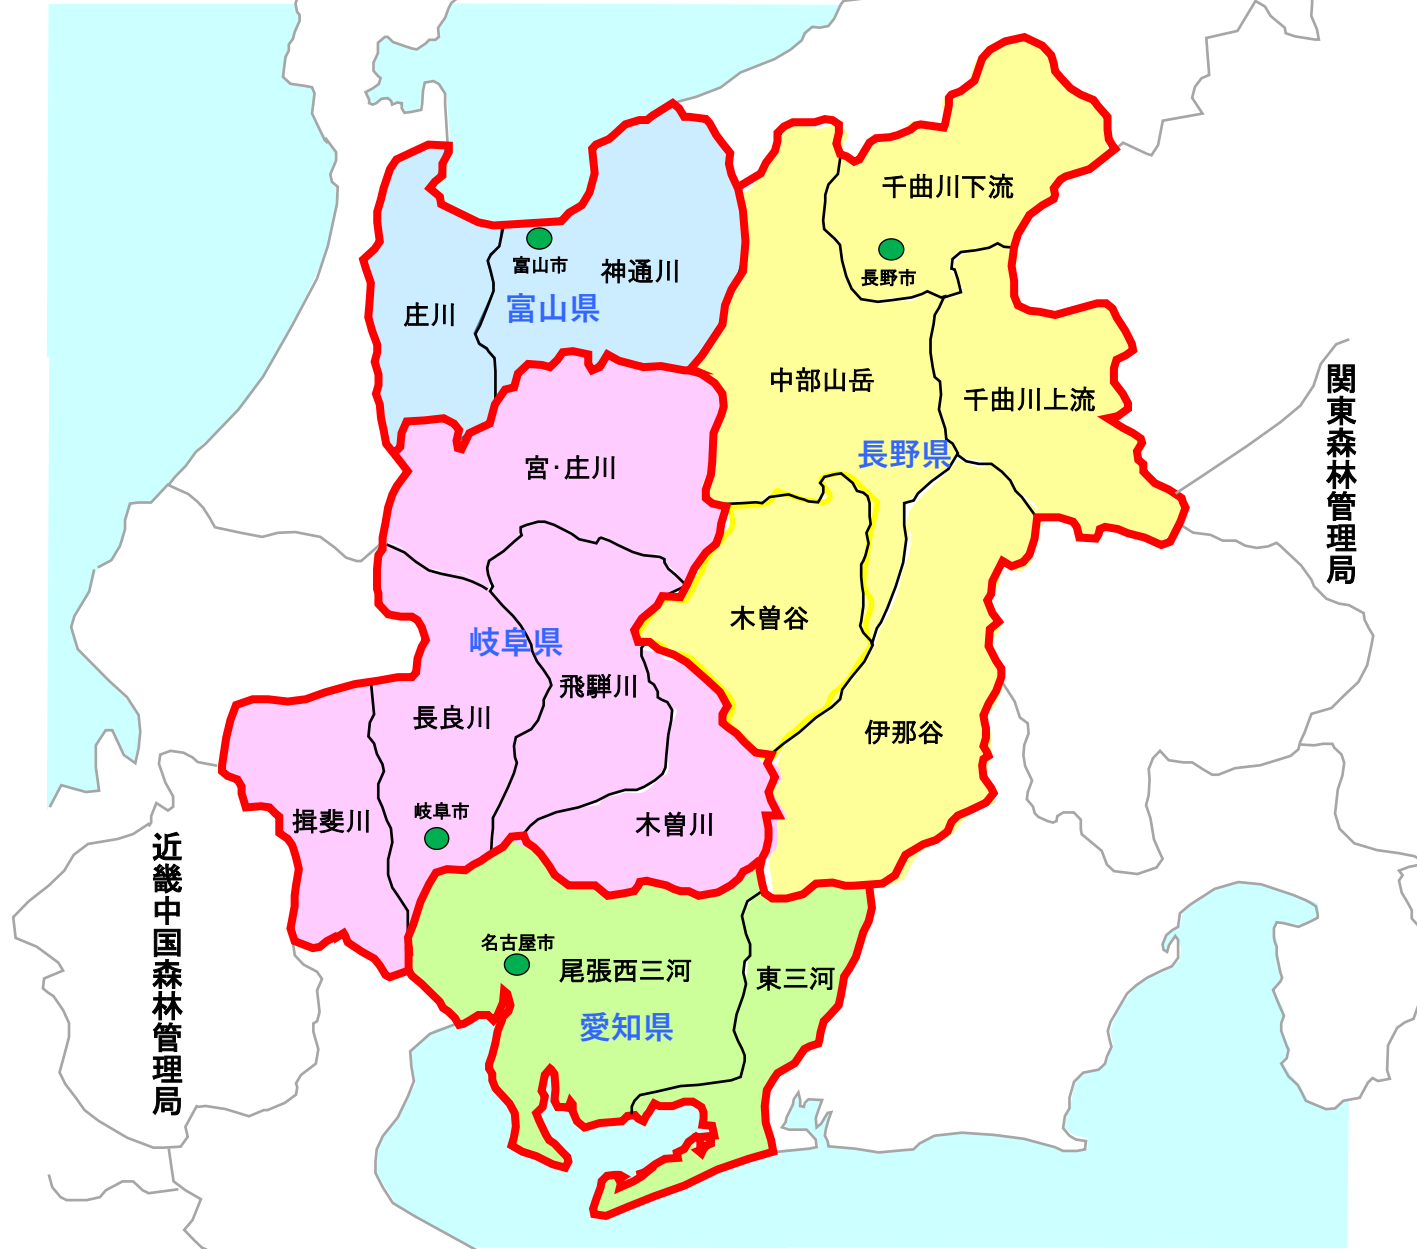 千曲川下流
長野市
富山市
神通川
富山県
庄川
中部山岳
千曲川上流
長野県
宮・庄川
関東森林管理局
木曽谷
岐阜県
飛騨川
長良川
伊那谷
岐阜市
揖斐川
木曽川
近畿中国森林管理局
名古屋市
尾張西三河
東三河
愛知県